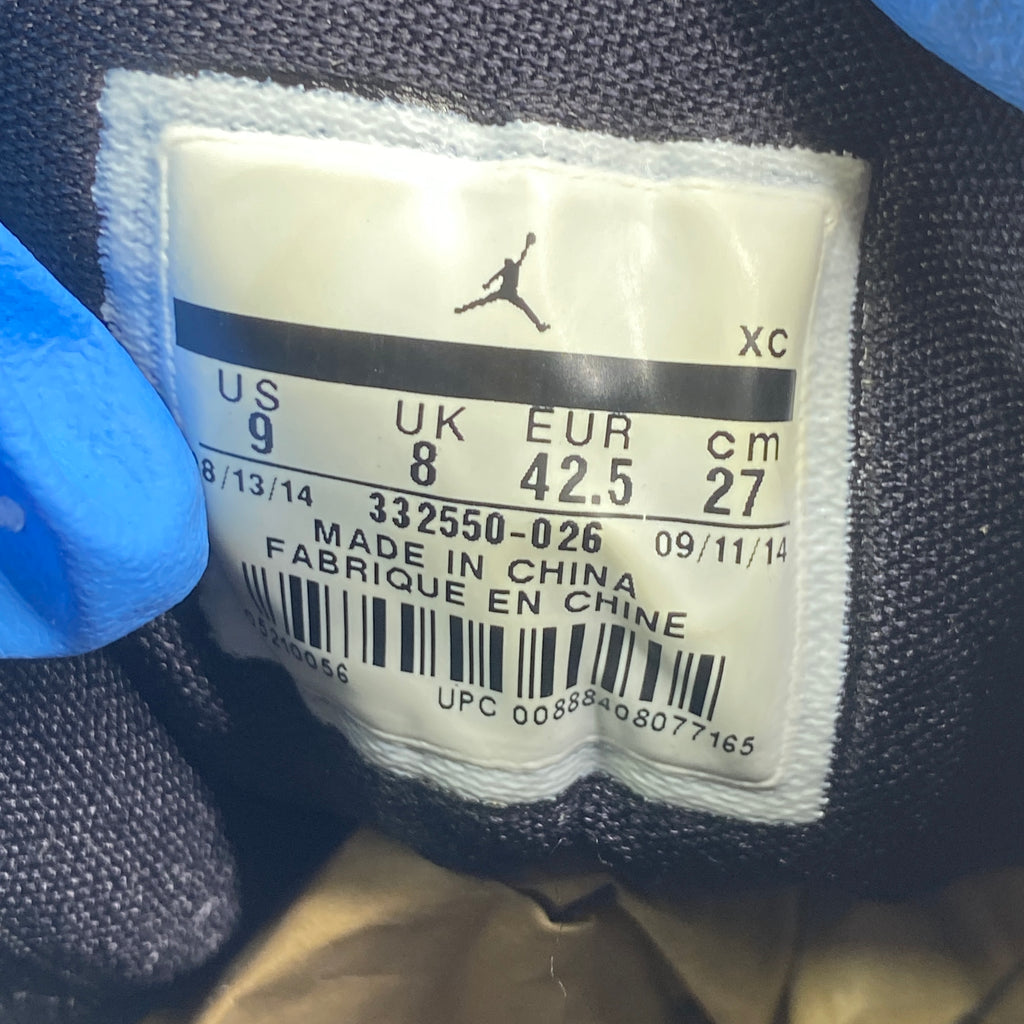 XC
US UK EUR cm
9 8 42.5 27
8/13/14 332550-026 09/11/14
MADE IN CHINA
FABRIQUE EN CHINE
UPC 00888408077165